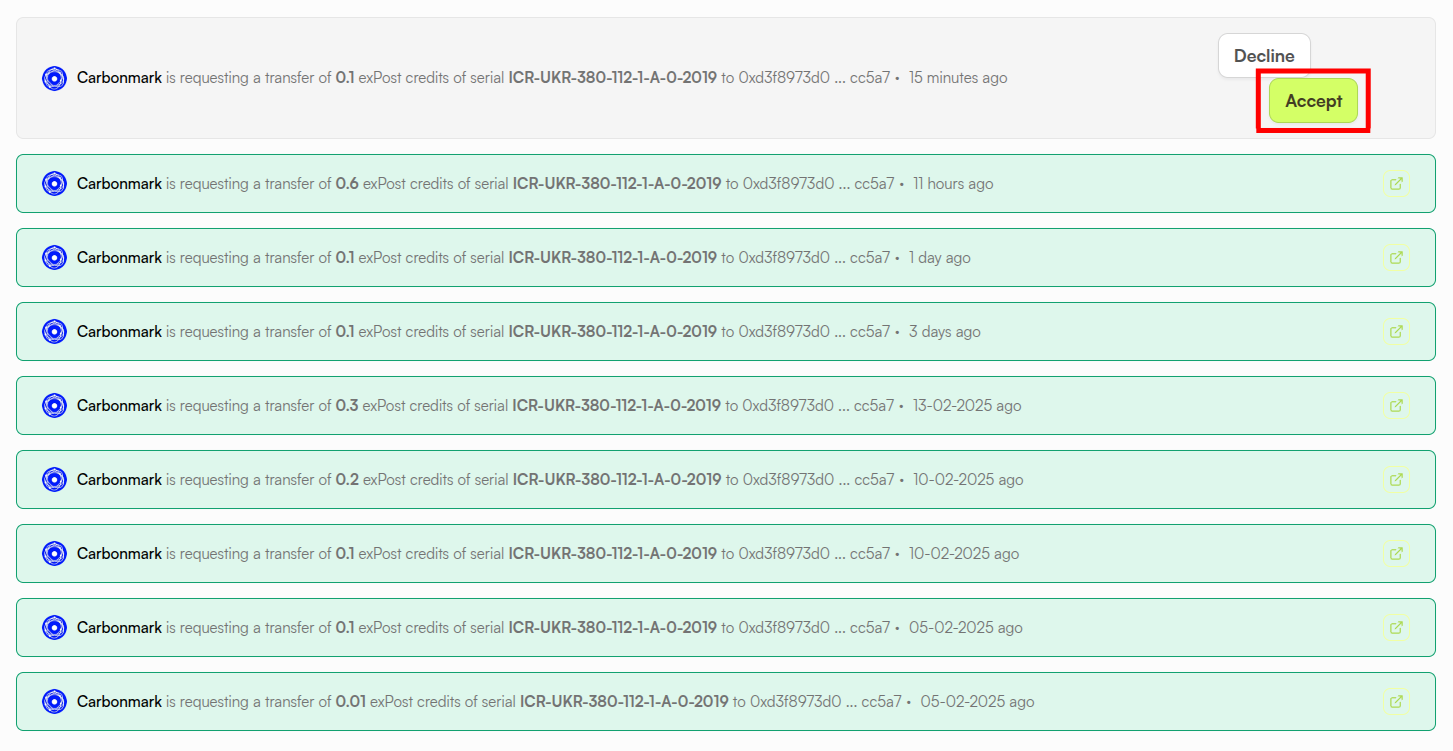 Decline
Carbonmark is requesting a transfer of 0.1 exPost credits of serial ICR-UKR-380-112-1-A-0-2019 to 0xd3f8973d0 ... cc5a7 • 15 minutes ago
Accept
Carbonmark is requesting a transfer of 0.6 exPost credits of serial ICR-UKR-380-112-1-A-0-2019 to 0xd3f8973d0 ... cc5a7 • 11 hours ago
Carbonmark is requesting a transfer of 0.1 exPost credits of serial ICR-UKR-380-112-1-A-0-2019 to 0xd3f8973d0 ... cc5a7 • 1 day ago
Carbonmark is requesting a transfer of 0.1 exPost credits of serial ICR-UKR-380-112-1-A-0-2019 to 0xd3f8973d0 ... cc5a7 • 3 days ago
Carbonmark is requesting a transfer of 0.3 exPost credits of serial ICR-UKR-380-112-1-A-0-2019 to 0xd3f8973d0 ... cc5a7 • 13-02-2025 ago
Carbonmark is requesting a transfer of 0.2 exPost credits of serial ICR-UKR-380-112-1-A-0-2019 to 0xd3f8973d0 ... cc5a7 • 10-02-2025 ago
Carbonmark is requesting a transfer of 0.1 exPost credits of serial ICR-UKR-380-112-1-A-0-2019 to 0xd3f8973d0 ... cc5a7 • 10-02-2025 ago
Carbonmark is requesting a transfer of 0.1 exPost credits of serial ICR-UKR-380-112-1-A-0-2019 to 0xd3f8973d0 ... cc5a7 • 05-02-2025 ago
Carbonmark is requesting a transfer of 0.01 exPost credits of serial ICR-UKR-380-112-1-A-0-2019 to 0xd3f8973d0 ... cc5a7 • 05-02-2025 ago